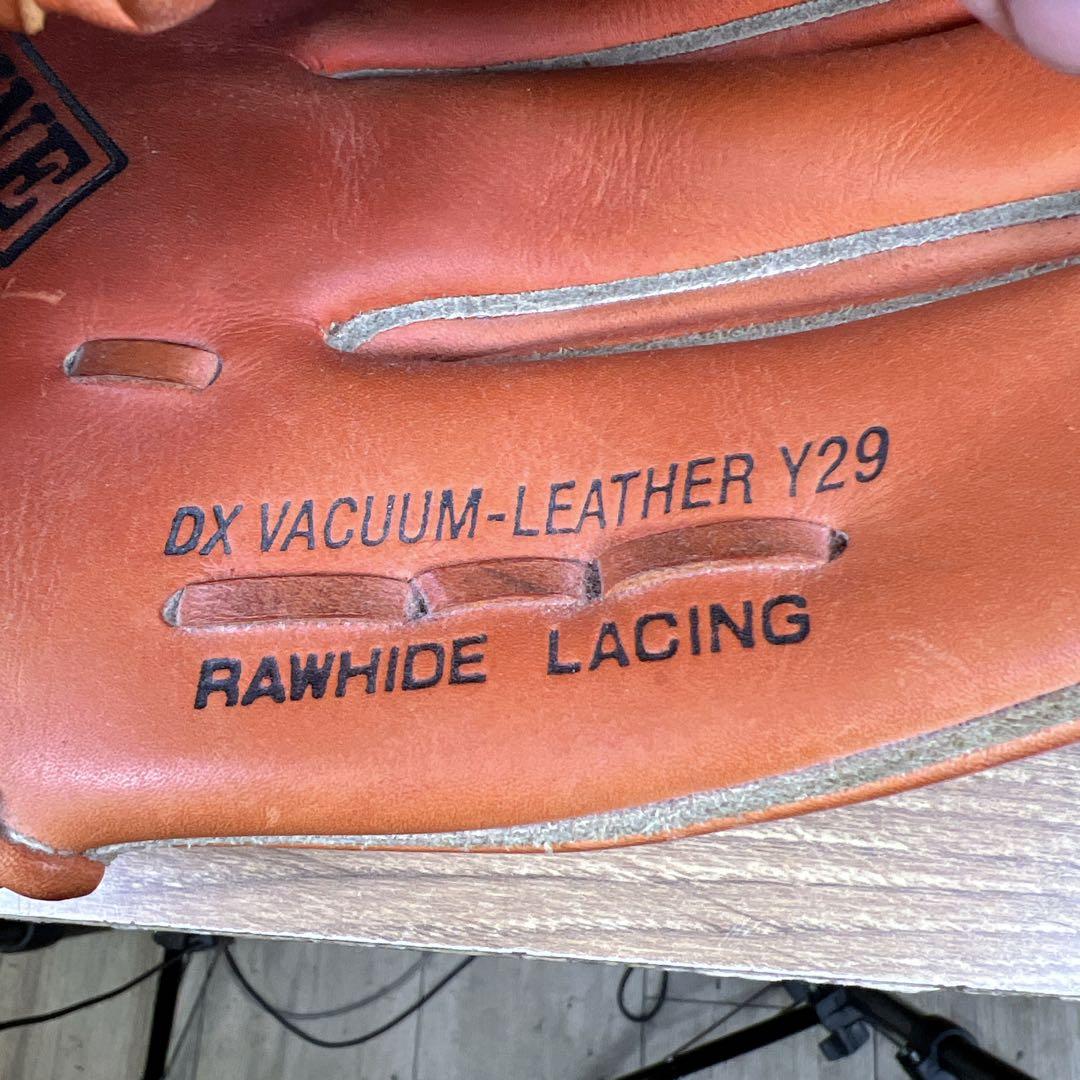 DX VACUUM-LEATHER Y29
RAWHIDE LACING